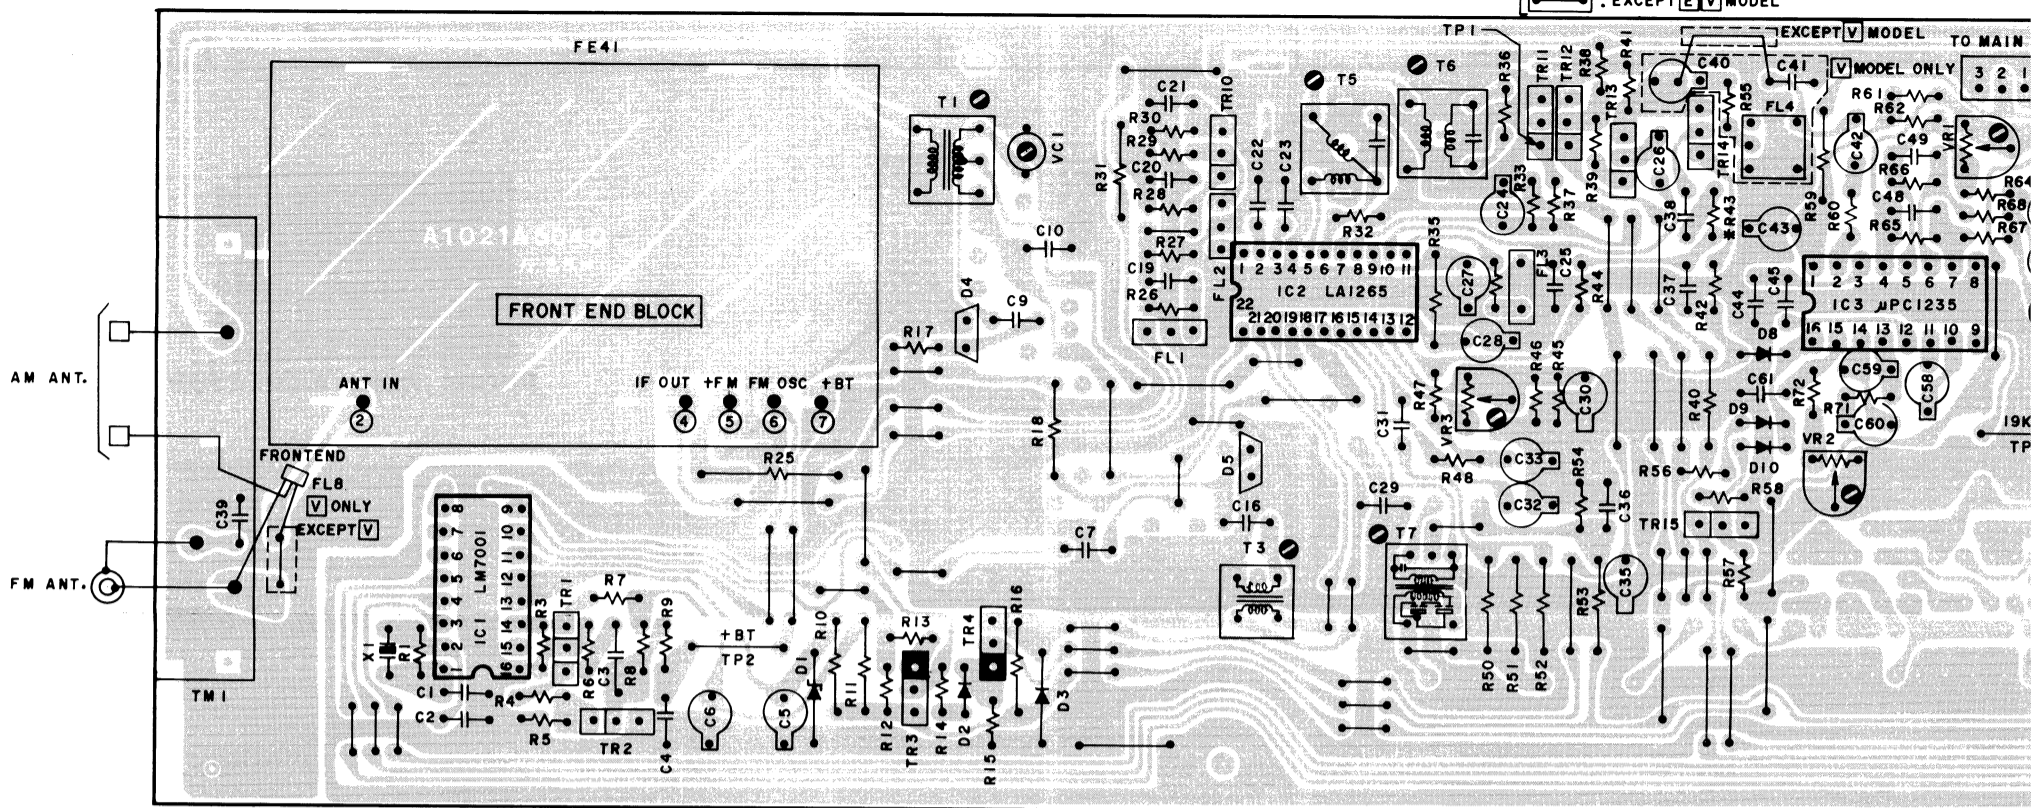 : EXCEPT E V MODEL
FE41
TP1
EXCEPT V MODEL
TO MAIN
V MODEL ONLY
3 2 1
T1
VC1
C21
TR10
R30
R29
C20
R28
R31
R27
C19
R26
FL2
FL1
C22
C23
T5
T6
R32
R36
TR11
TR12
R38
R41
TR13
C40
C41
R55
FL4
TR14
C26
C24
R33
R37
R39
C38
※R43
C43
R59
R60
C42
R61
R62
C49
R66
C48
R65
VR1
R64
R68
R67
C10
C9
D4
R17
A1021A
FRONT END BLOCK
ANT IN
IF OUT +FM FM OSC +BT
2 4 5 6 7
1 2 3 4 5 6 7 8 9 10 11
IC2 LA1265
22
21 20 19 18 17 16 15 14 13 12
R35
C27
FL3
C25
R44
C37
R42
C44
C45
1 2 3 4 5 6 7 8
IC3 μPC1235
16 15 14 13 12 11 10 9
C28
D8
AM ANT.
R18
R47
VR3
R46
R45
C30
C31
R40
C61
D9
D10
R72
R71
C59
C60
C58
VR2
19K
TP
FRONTEND
FL8
V ONLY
EXCEPT V
C39
R25
D5
C16
C29
R48
C33
C32
R54
C36
R56
R58
TR15
FM ANT.
8 9
7 10
6 11
5 12
4 13
3 14
2 15
1 16
IC1 LM7001
R3
TR1
R7
R9
R6
C3
R8
X1
R1
C1
C2
R4
R5
TR2
C4
+BT
TP2
C6
C5
D1
R10
R11
R12
R13
TR3
R14
D2
TR4
R15
R16
D3
C7
T3
T7
R50
R51
R52
R53
C35
R57
TM1